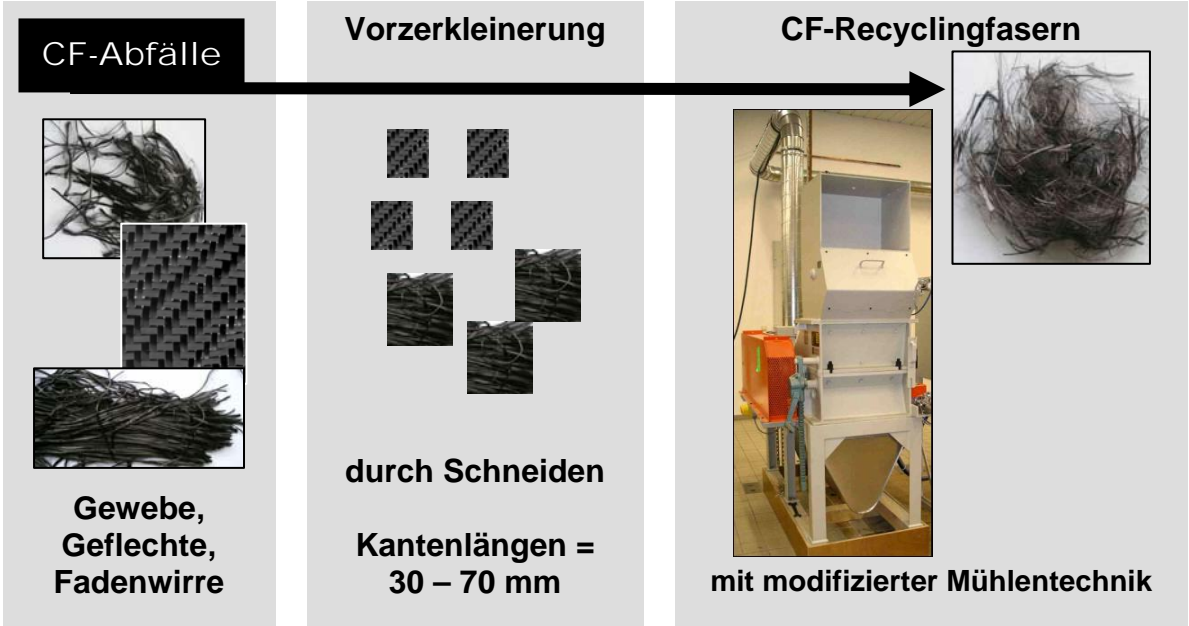 CF-Abfälle
Gewebe,
Geflechte,
Fadenwirre
Vorzerkleinerung
durch Schneiden
Kantenlängen =
30 – 70 mm
CF-Recyclingfasern
mit modifizierter Mühlentechnik